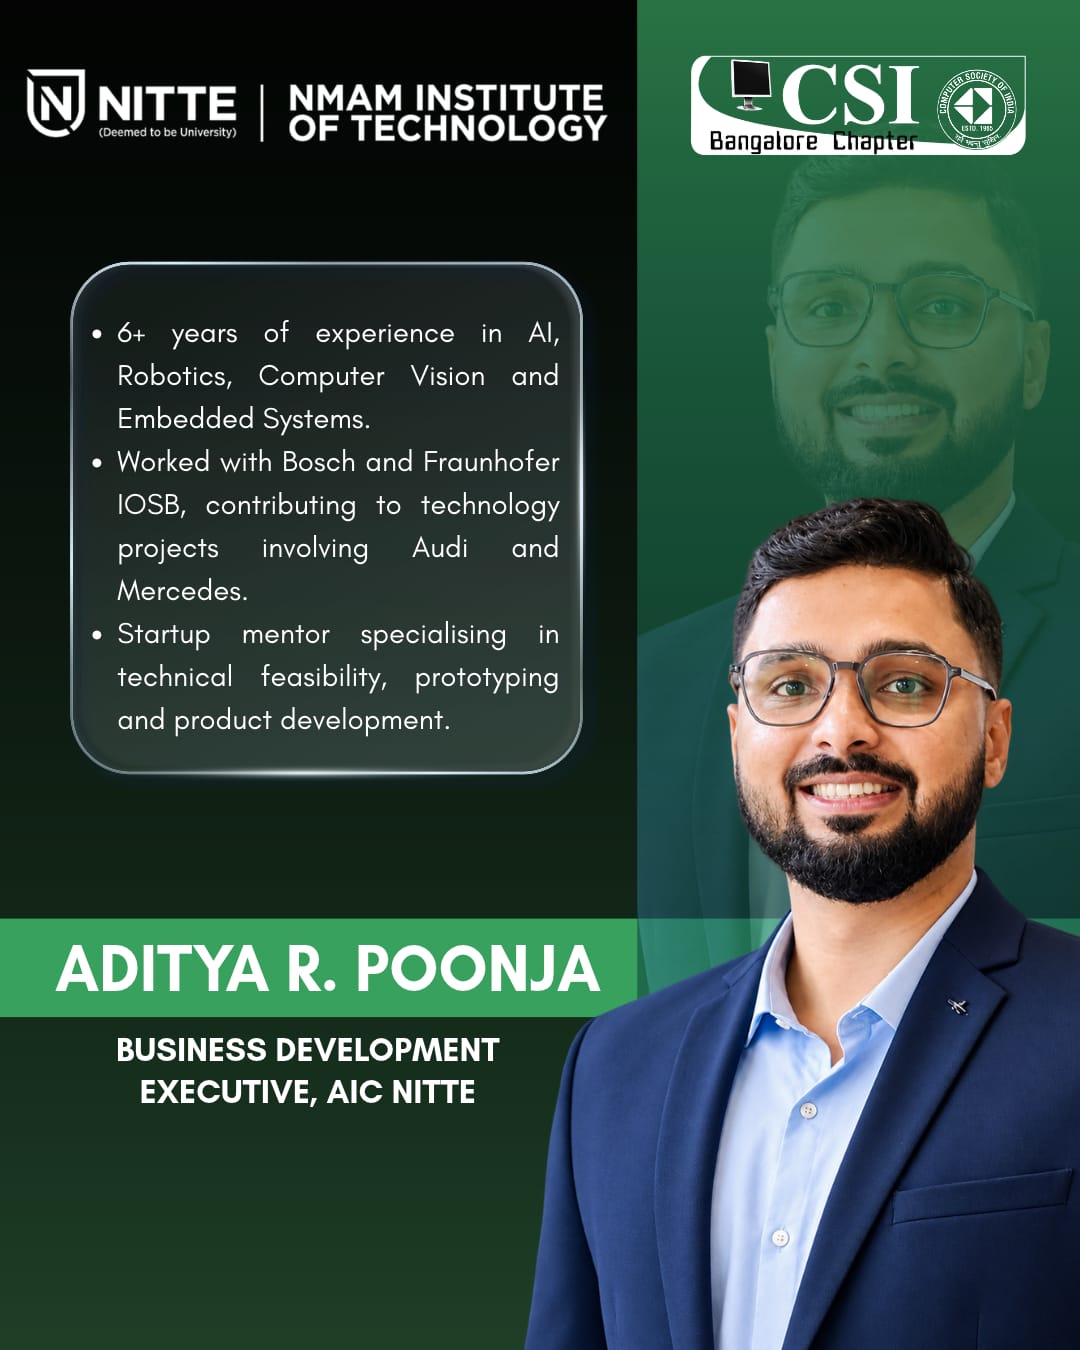 NITTE
(Deemed to be University)
NMAM INSTITUTE
OF TECHNOLOGY
CSI
Bangalore Chapter
COMPUTER SOCIETY OF INDIA
ESTD. 1965
• 6+ years of experience in AI,
Robotics, Computer Vision and
Embedded Systems.
• Worked with Bosch and Fraunhofer
IOSB, contributing to technology
projects involving Audi and
Mercedes.
• Startup mentor specialising in
technical feasibility, prototyping
and product development.
ADITYA R. POONJA
BUSINESS DEVELOPMENT
EXECUTIVE, AIC NITTE